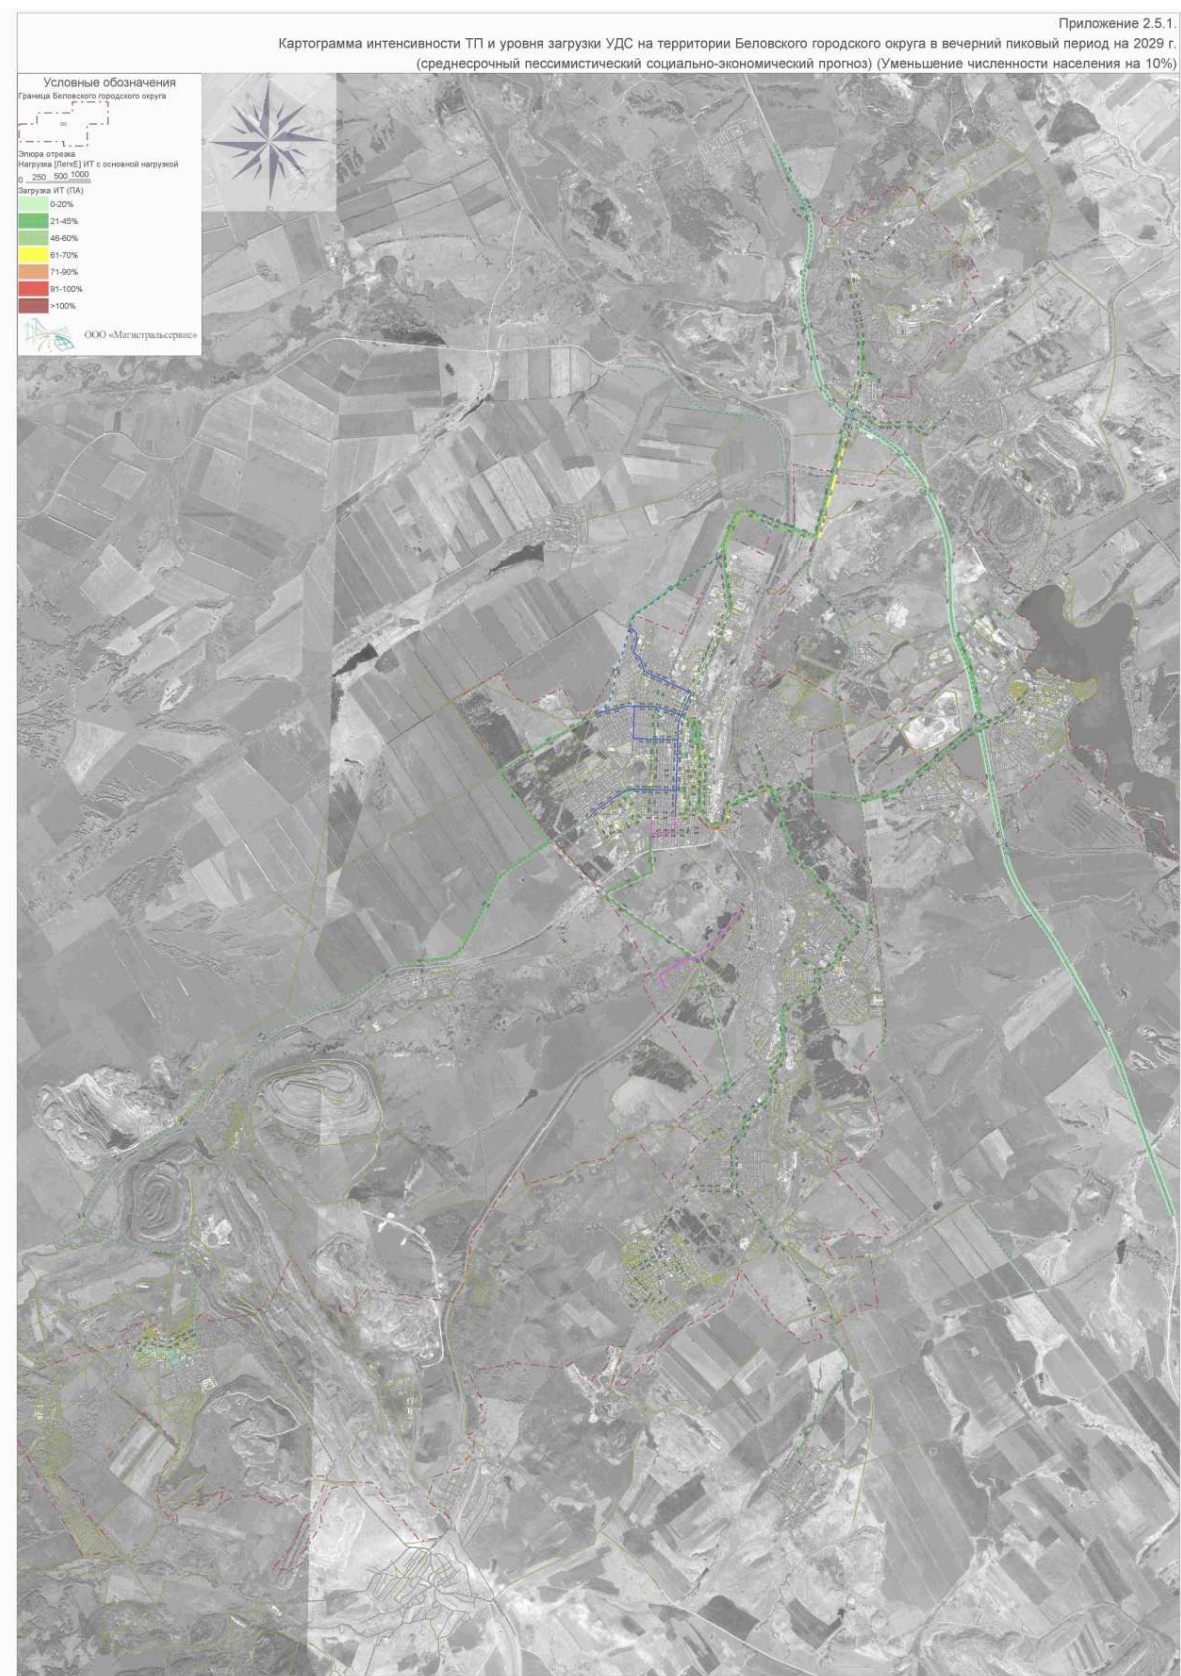 Приложение 2.5.1.
Картограмма интенсивности ТП и уровня загрузки УДС на территории Беловского городского округа в вечерний пиковый период на 2029 г.
(среднесрочный пессимистический социально-экономический прогноз) (Уменьшение численности населения на 10%)
Условные обозначения
Граница Беловского городского округа
Эпюра отрезка
Нагрузка [ЛегкЕ] ИТ с основной нагрузкой
0 250 500 1000
Загрузка ИТ (ПА)
0-20%
21-45%
46-60%
61-70%
71-90%
91-100%
>100%
ООО «Магистральсервис»